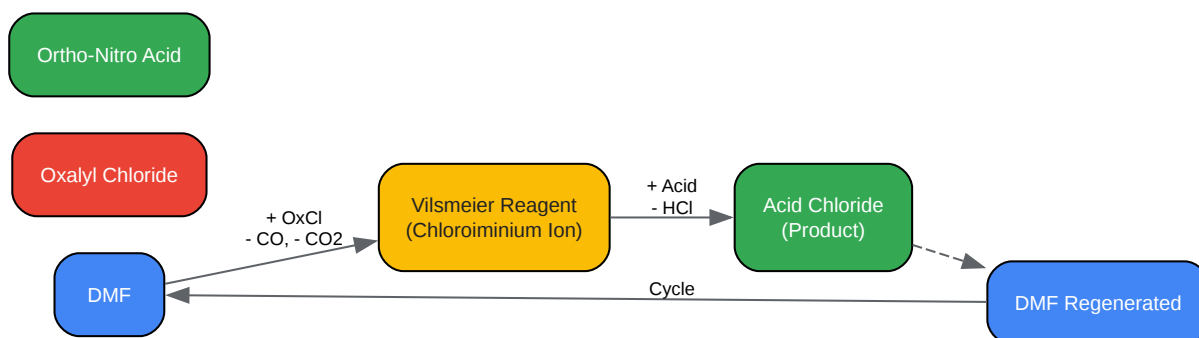 Ortho-Nitro Acid
Oxalyl Chloride
DMF
+ OxCl
- CO, - CO2
Vilsmeier Reagent
(Chloroiminium Ion)
+ Acid
- HCl
Acid Chloride
(Product)
DMF Regenerated
Cycle